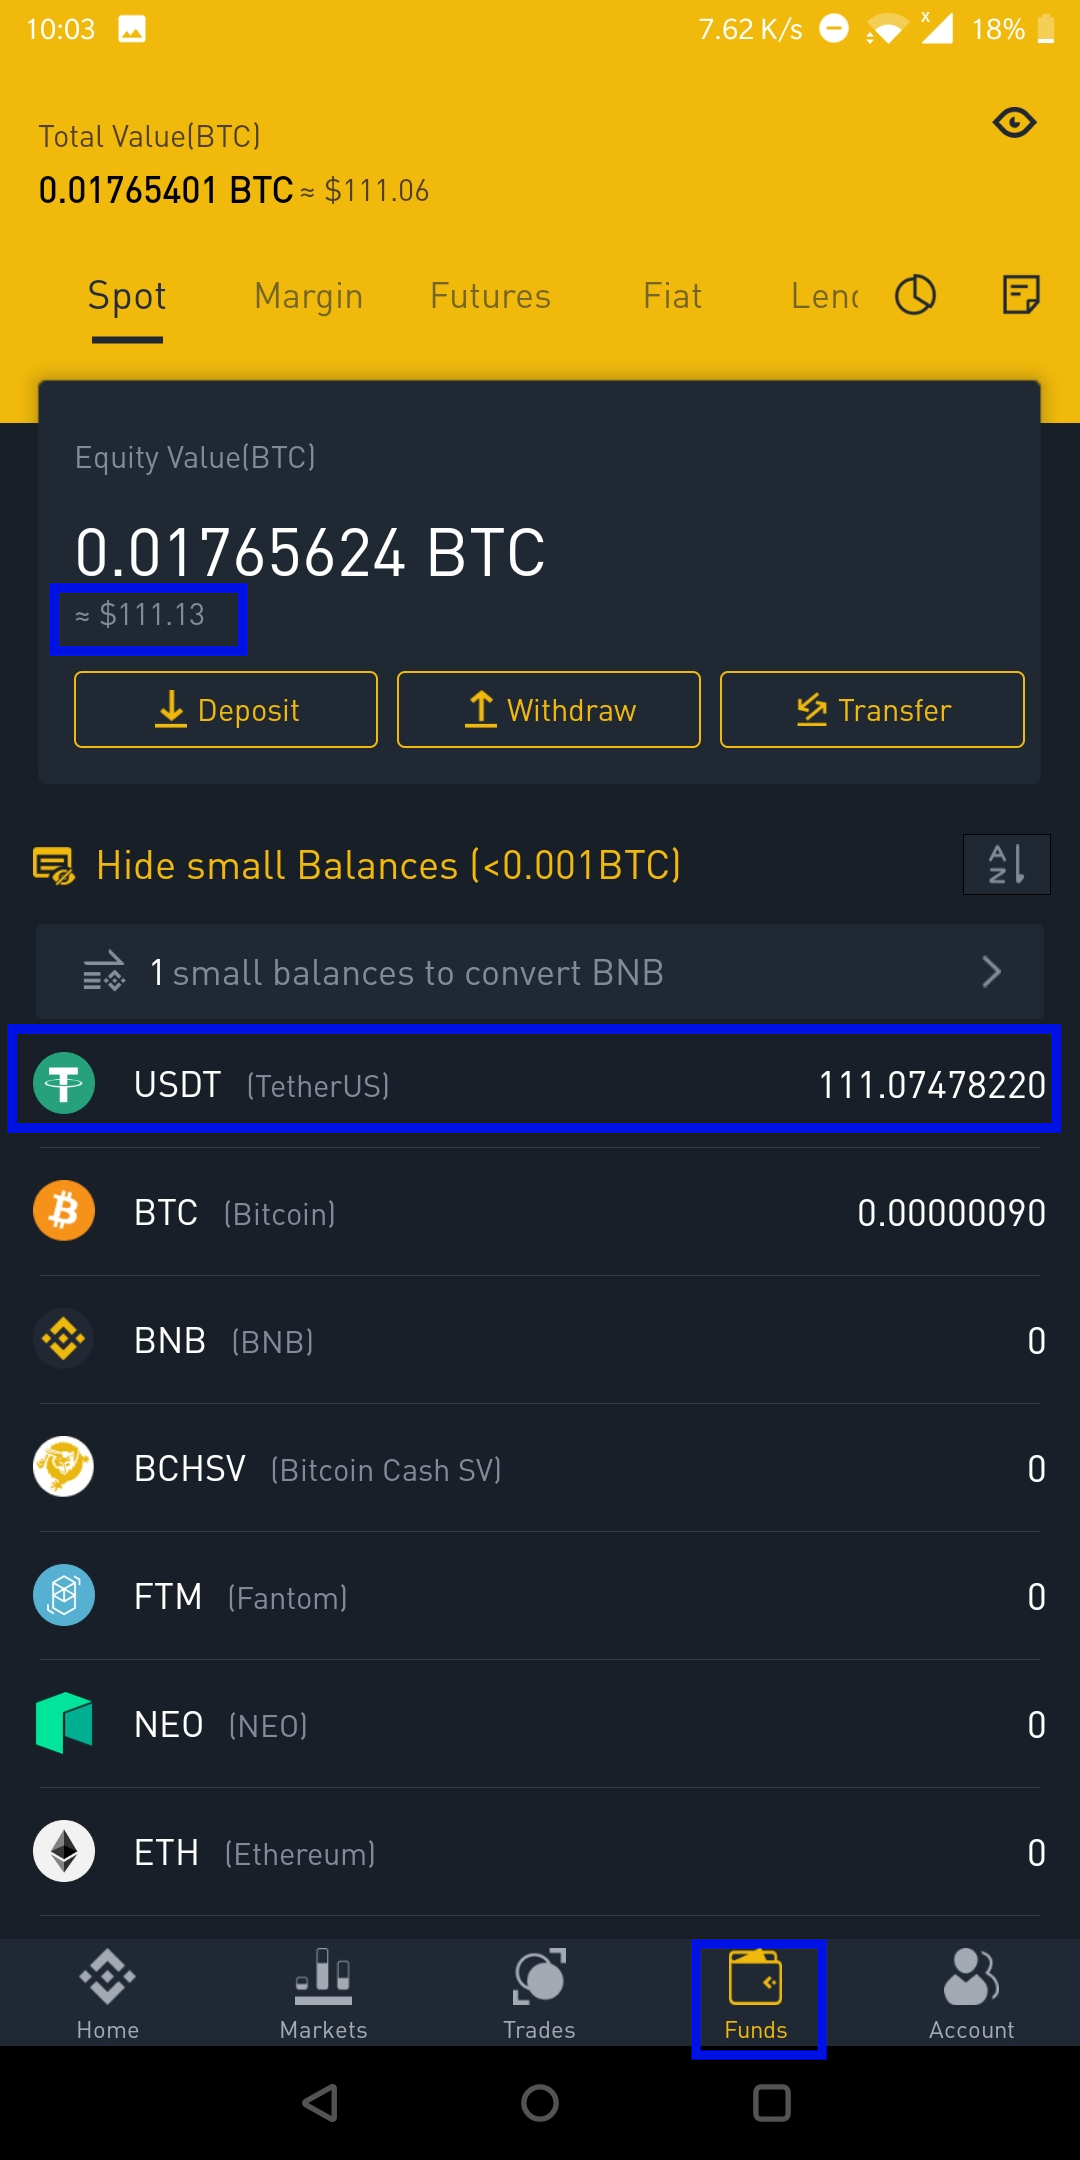 10:03 7.62 K/s x 18%
Total Value(BTC)
0.01765401 BTC ≈ $111.06
Spot Margin Futures Fiat Lend
Equity Value(BTC)
0.01765624 BTC
≈ $111.13
Deposit Withdraw Transfer
Hide small Balances (<0.001BTC) AZ
1 small balances to convert BNB
USDT (TetherUS) 111.07478220
BTC (Bitcoin) 0.00000090
BNB (BNB) 0
BCHSV (Bitcoin Cash SV) 0
FTM (Fantom) 0
NEO (NEO) 0
ETH (Ethereum) 0
Home Markets Trades Funds Account